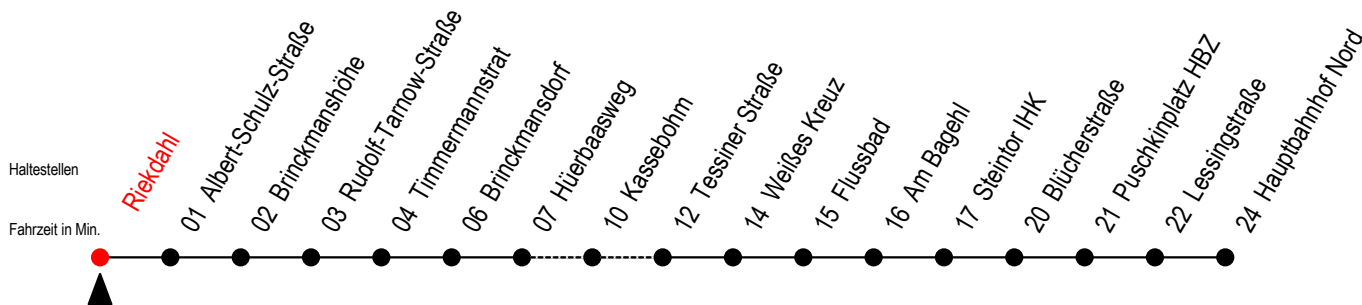 Haltestellen
Riekdahl
01 Albert-Schulz-Straße
02 Brinckmanshöhe
03 Rudolf-Tarnow-Straße
04 Timmermannstrat
06 Brinckmansdorf
07 Hüerbaasweg
10 Kassebohm
12 Tessiner Straße
14 Weißes Kreuz
15 Flussbad
16 Am Bagehl
17 Steintor IHK
20 Blücherstraße
21 Puschkinplatz HBZ
22 Lessingstraße
24 Hauptbahnhof Nord
Fahrzeit in Min.